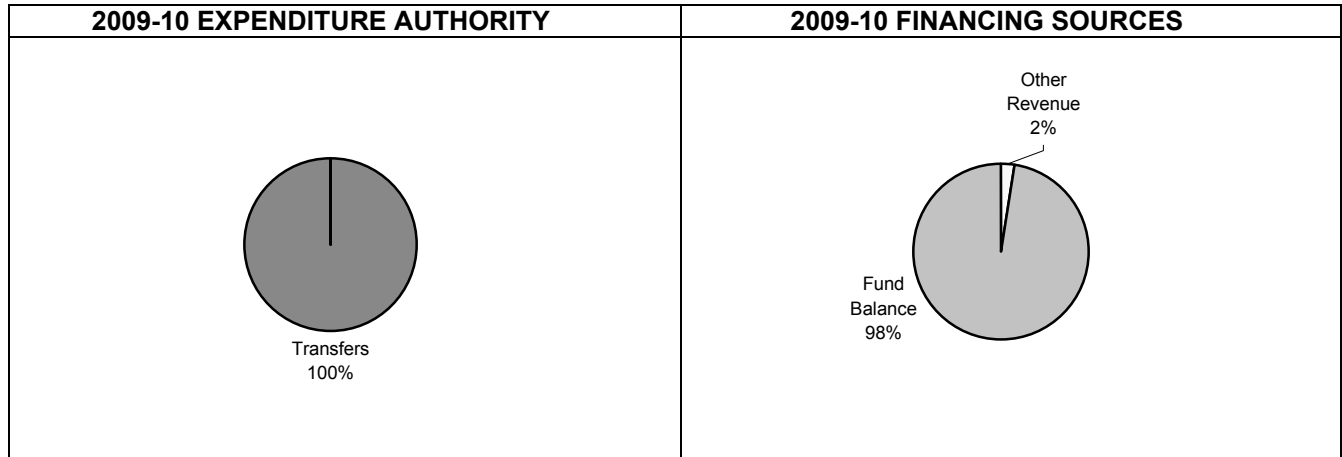 2009-10 EXPENDITURE AUTHORITY
2009-10 FINANCING SOURCES
Transfers
100%
Other
Revenue
2%
Fund
Balance
98%